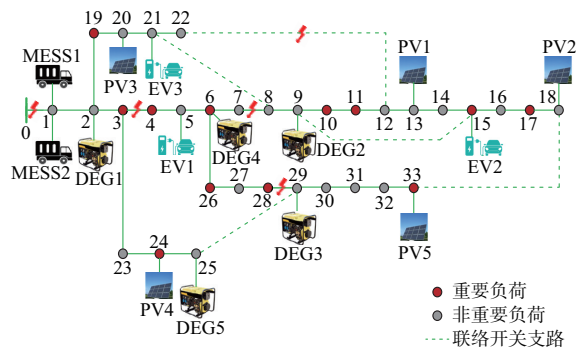 19 20 21 22
MESS1 PV3 EV3 PV1 PV2
0 1 2 3 4 5 6 7 8 9 10 11 12 13 14 15 16 17 18
MESS2 DEG1 EV1 DEG4 DEG2 EV2
26 27 28 29 30 31 32 33
DEG3 PV5
23 24 25
PV4 DEG5
重要负荷
非重要负荷
联络开关支路